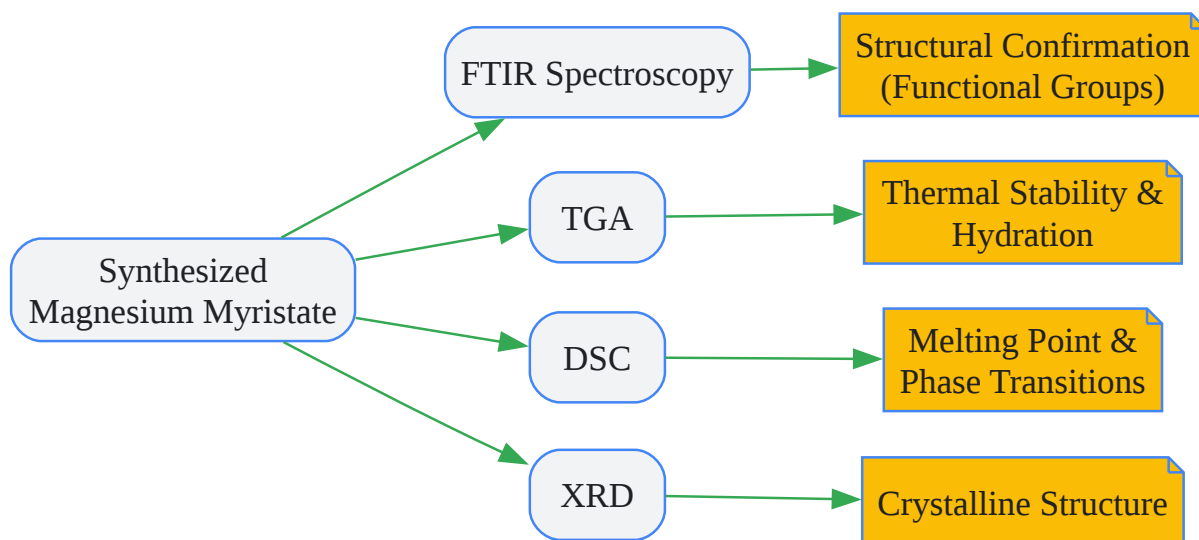 FTIR Spectroscopy
Structural Confirmation
(Functional Groups)
TGA
Thermal Stability &
Hydration
Synthesized
Magnesium Myristate
DSC
Melting Point &
Phase Transitions
XRD
Crystalline Structure